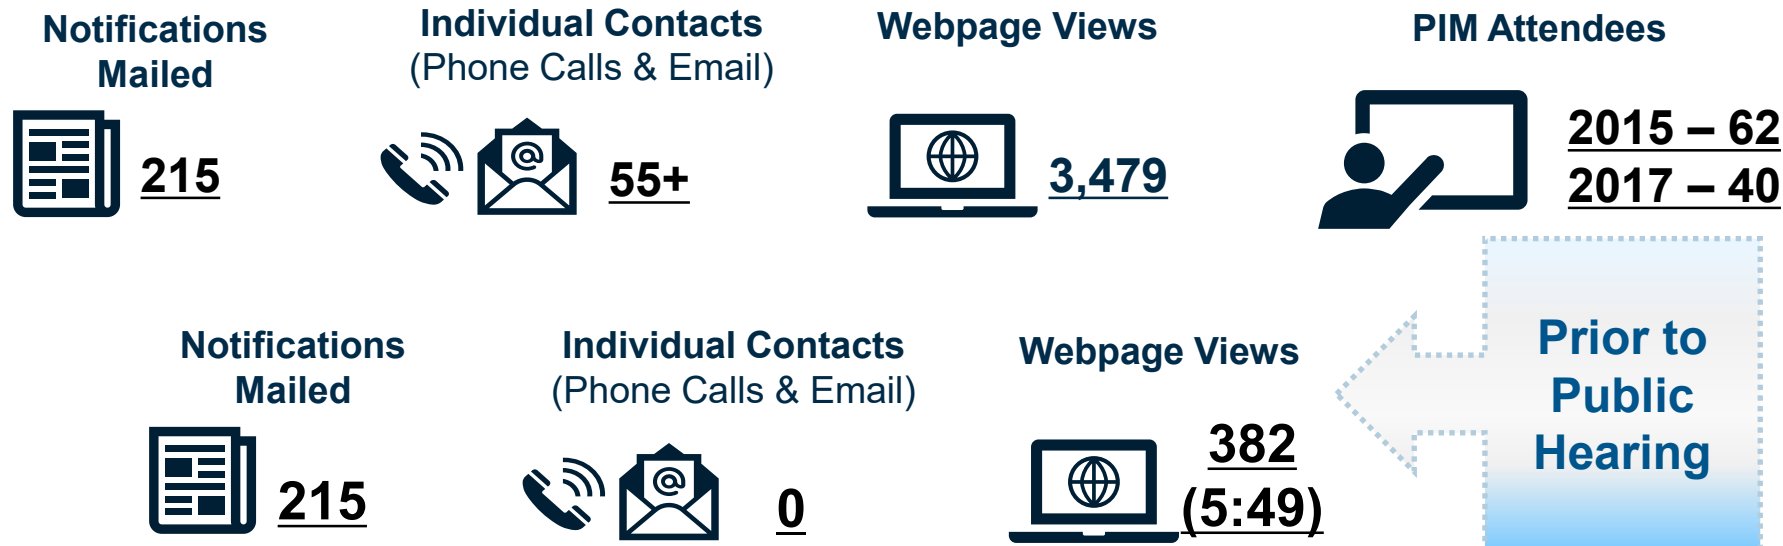 Notifications
Mailed
215
Individual Contacts
(Phone Calls & Email)
@
55+
Webpage Views
3,479
PIM Attendees
2015 – 62
2017 – 40
Notifications
Mailed
215
Individual Contacts
(Phone Calls & Email)
@
0
Webpage Views
382
(5:49)
Prior to
Public
Hearing